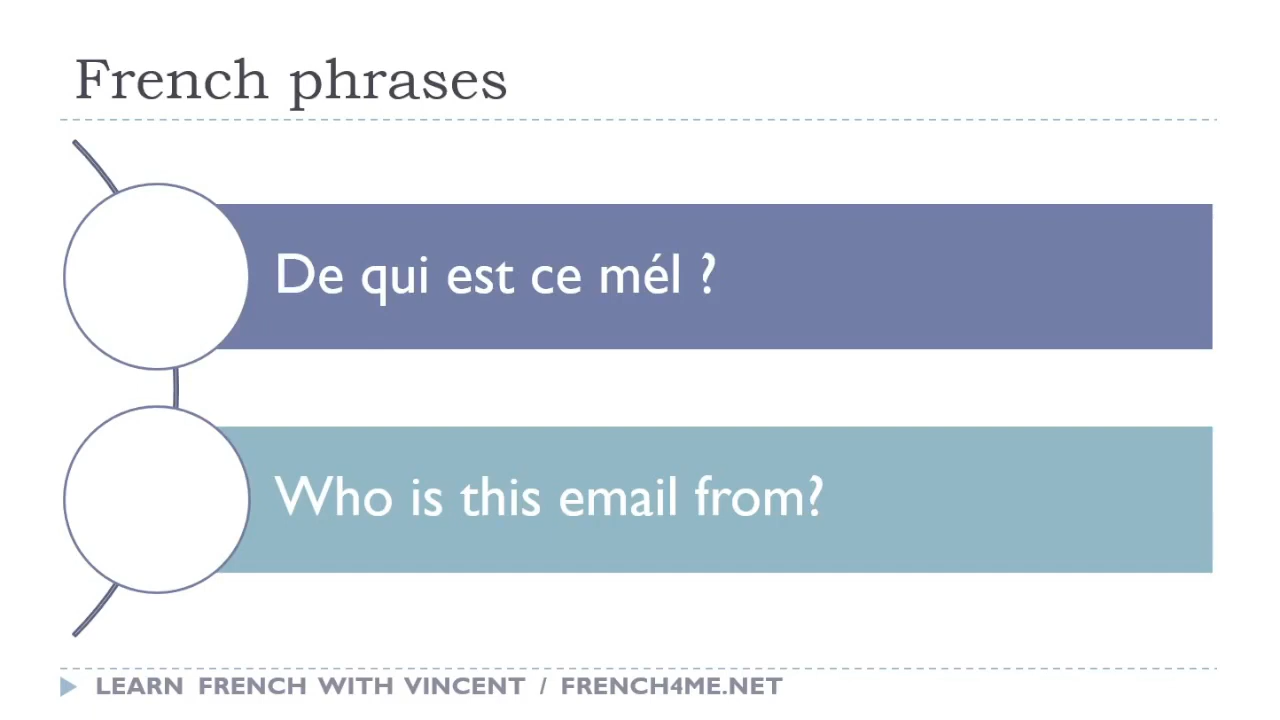 French phrases
De qui est ce mél ?
Who is this email from?
LEARN FRENCH WITH VINCENT / FRENCH4ME.NET